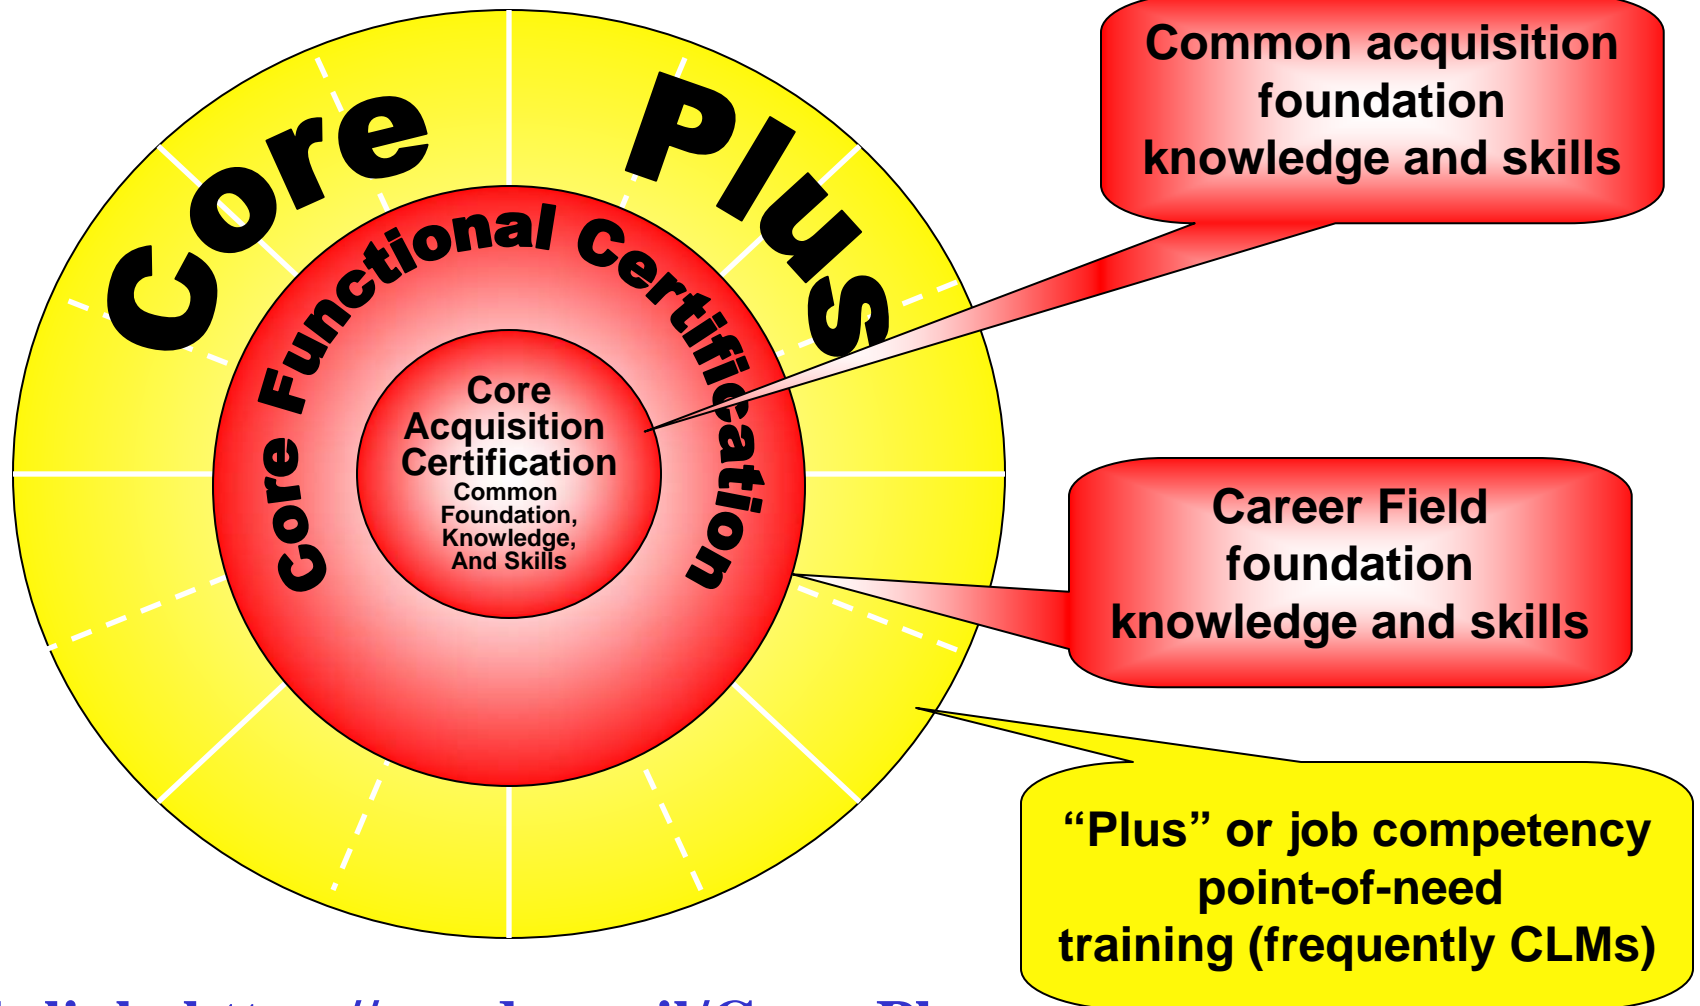 Core Plus
Core Functional Certification
Core
Acquisition
Certification
Common
Foundation,
Knowledge,
And Skills
Common acquisition
foundation
knowledge and skills
Career Field
foundation
knowledge and skills
“Plus” or job competency
point-of-need
training (frequently CLMs)